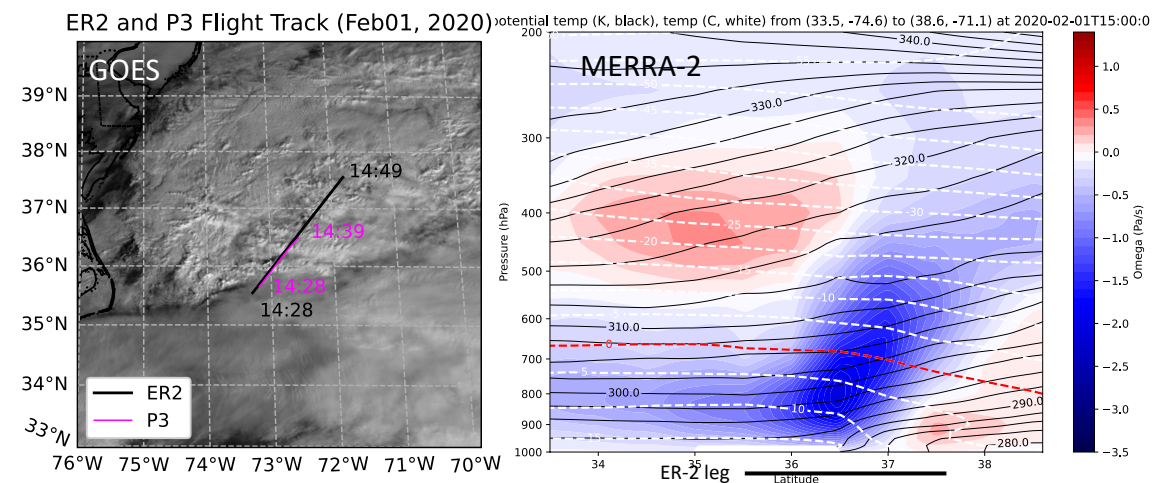 ER2 and P3 Flight Track (Feb01, 2020)
GOES
39°N
38°N
37°N
36°N
35°N
34°N
33°N
14:49
14:39
14:28
14:28
ER2
P3
76°W 75°W 74°W 73°W 72°W 71°W 70°W
potential temp (K, black), temp (C, white) from (33.5, -74.6) to (38.6, -71.1) at 2020-02-01T15:00:0
MERRA-2
200
300
400
500
600
700
800
900
1000
Pressure (hPa)
340.0
330.0
320.0
310.0
300.0
290.0
280.0
-45
-30
-25
-20
-15
-10
0
5
10
34 35 36 37 38
ER-2 leg
Latitude
1.0
0.5
0.0
−0.5
−1.0
−1.5
−2.0
−2.5
−3.0
−3.5
Omega (Pa/s)